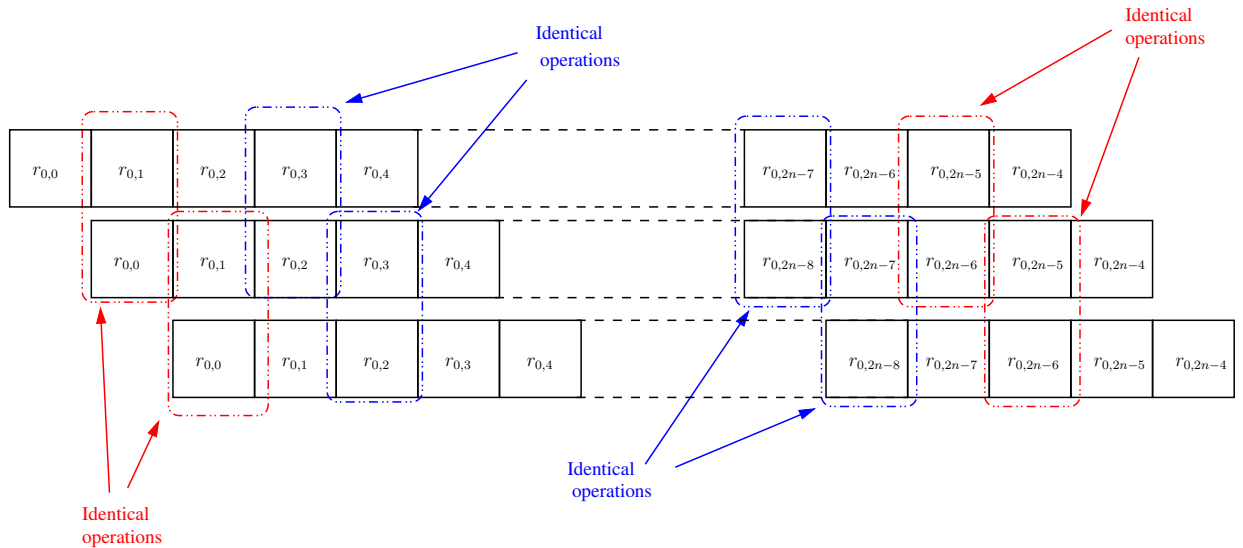 Identical
operations
Identical
operations
r_{0,0} r_{0,1} r_{0,2} r_{0,3} r_{0,4} r_{0,2n−7} r_{0,2n−6} r_{0,2n−5} r_{0,2n−4}
r_{0,0} r_{0,1} r_{0,2} r_{0,3} r_{0,4} r_{0,2n−8} r_{0,2n−7} r_{0,2n−6} r_{0,2n−5} r_{0,2n−4}
r_{0,0} r_{0,1} r_{0,2} r_{0,3} r_{0,4} r_{0,2n−8} r_{0,2n−7} r_{0,2n−6} r_{0,2n−5} r_{0,2n−4}
Identical
operations
Identical
operations